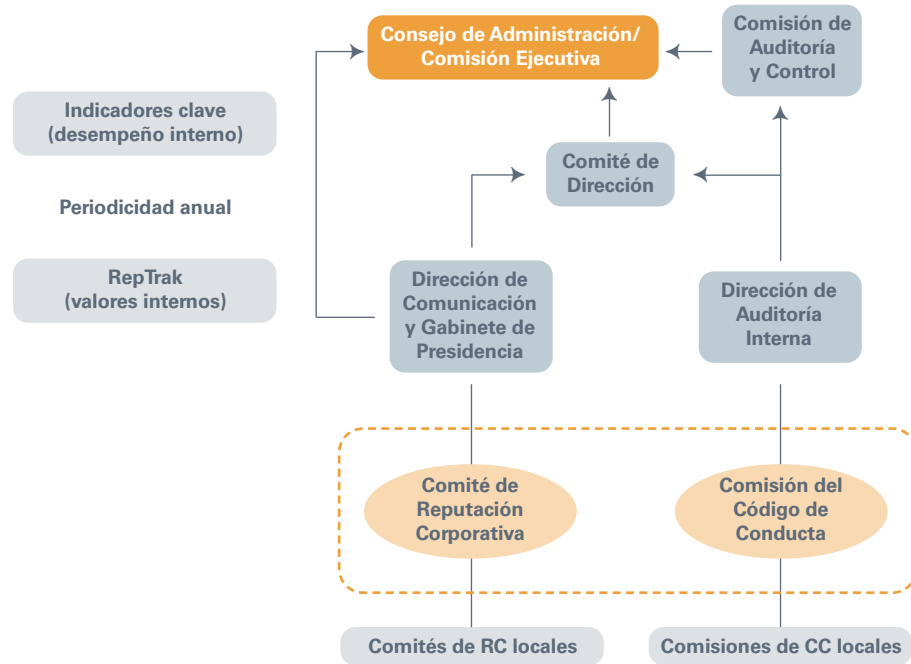 Consejo de Administración/
Comisión Ejecutiva
Comisión de
Auditoría
y Control
Indicadores clave
(desempeño interno)
Comité de
Dirección
Periodicidad anual
RepTrak
(valores internos)
Dirección de
Comunicación
y Gabinete de
Presidencia
Dirección de
Auditoría
Interna
Comité de
Reputación
Corporativa
Comisión del
Código de
Conducta
Comités de RC locales
Comisiones de CC locales